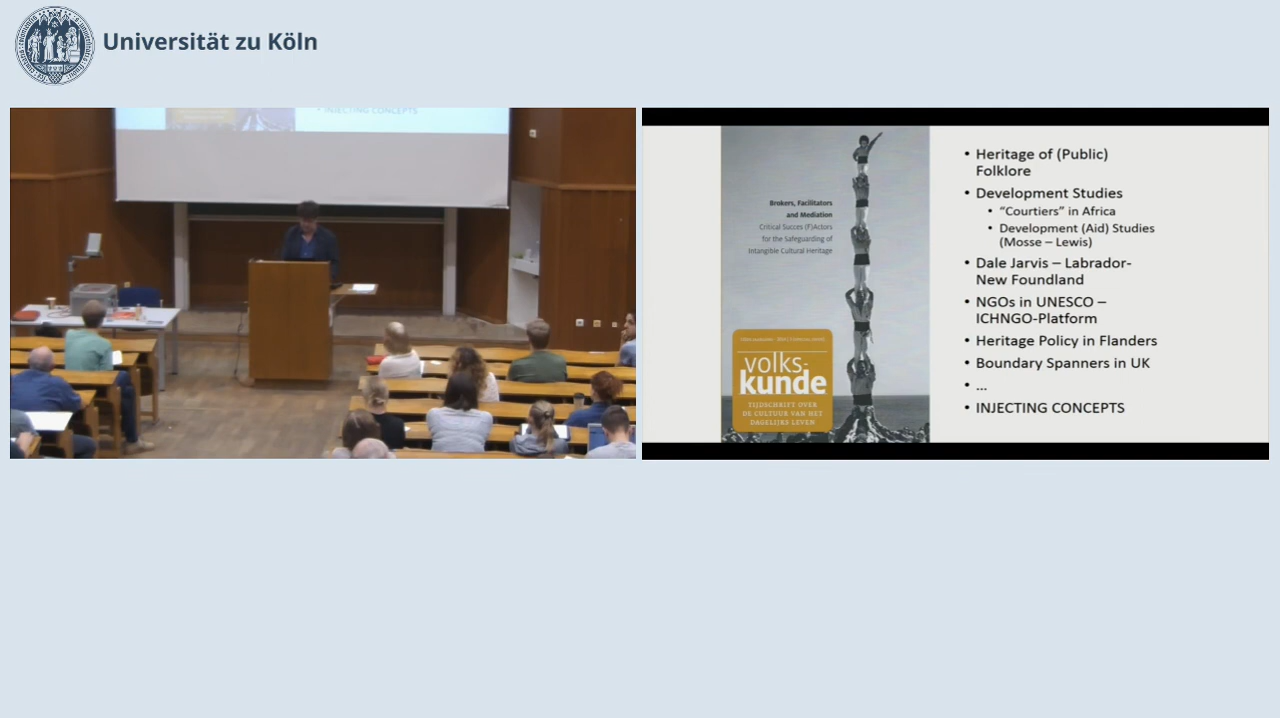 Universität zu Köln
INJECTING CONCEPTS
Brokers, Facilitators
and Mediation
Critical Succes (F)Actors
for the Safeguarding of
Intangible Cultural Heritage
volks-
kunde
TIJDSCHRIFT OVER
DE CULTUUR VAN HET
DAGELIJKS LEVEN
• Heritage of (Public)
Folklore
• Development Studies
• “Courtiers” in Africa
• Development (Aid) Studies
(Mosse – Lewis)
• Dale Jarvis – Labrador-
New Foundland
• NGOs in UNESCO –
ICHNGO-Platform
• Heritage Policy in Flanders
• Boundary Spanners in UK
• ...
• INJECTING CONCEPTS